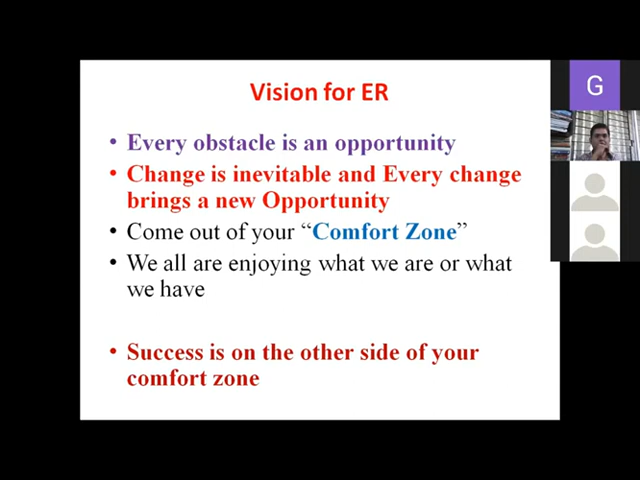 Vision for ER
• Every obstacle is an opportunity
• Change is inevitable and Every change
brings a new Opportunity
• Come out of your “Comfort Zone”
• We all are enjoying what we are or what
we have
• Success is on the other side of your
comfort zone
G